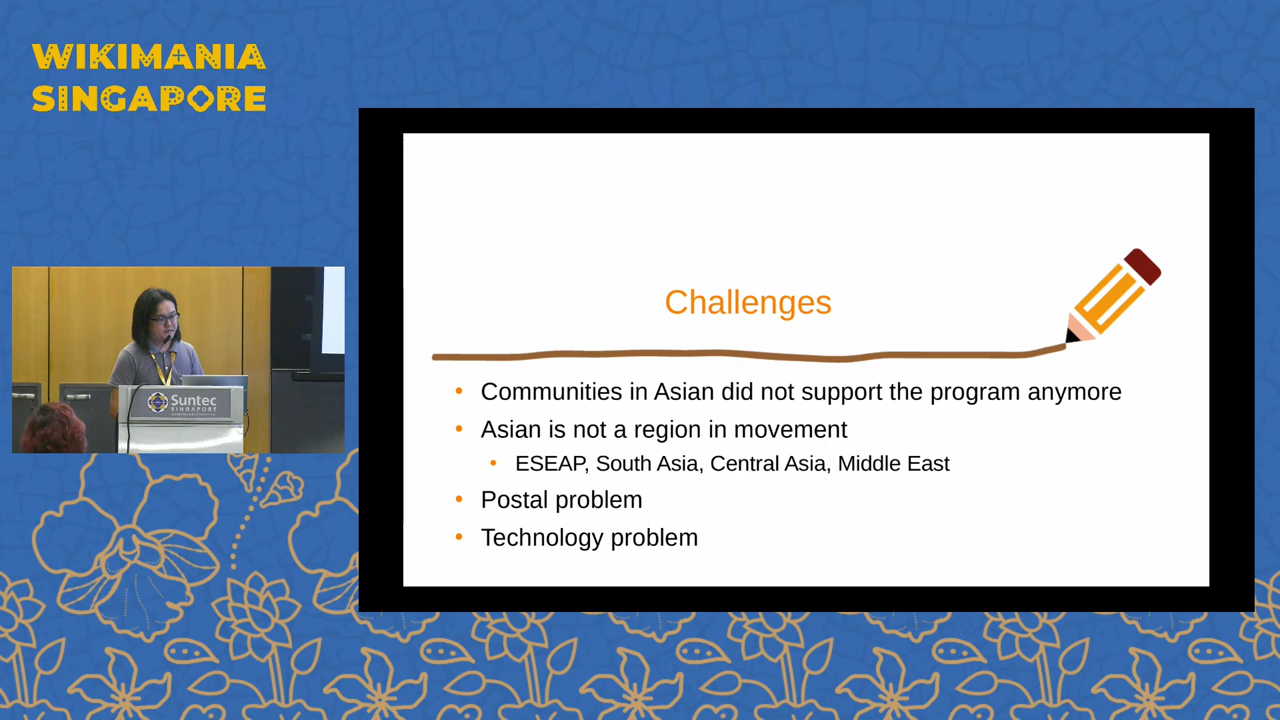 WIKIMANIA
SINGAPORE
Challenges
Communities in Asian did not support the program anymore
Asian is not a region in movement
ESEAP, South Asia, Central Asia, Middle East
Postal problem
Technology problem
Suntec
SINGAPORE